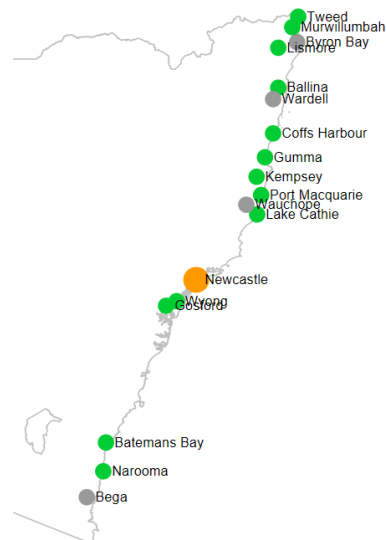 Tweed
Murwillumbah
Byron Bay
Lismore
Ballina
Wardell
Coffs Harbour
Gumma
Kempsey
Port Macquarie
Wauchope
Lake Cathie
Newcastle
Wyong
Gosford
Batemans Bay
Narooma
Bega